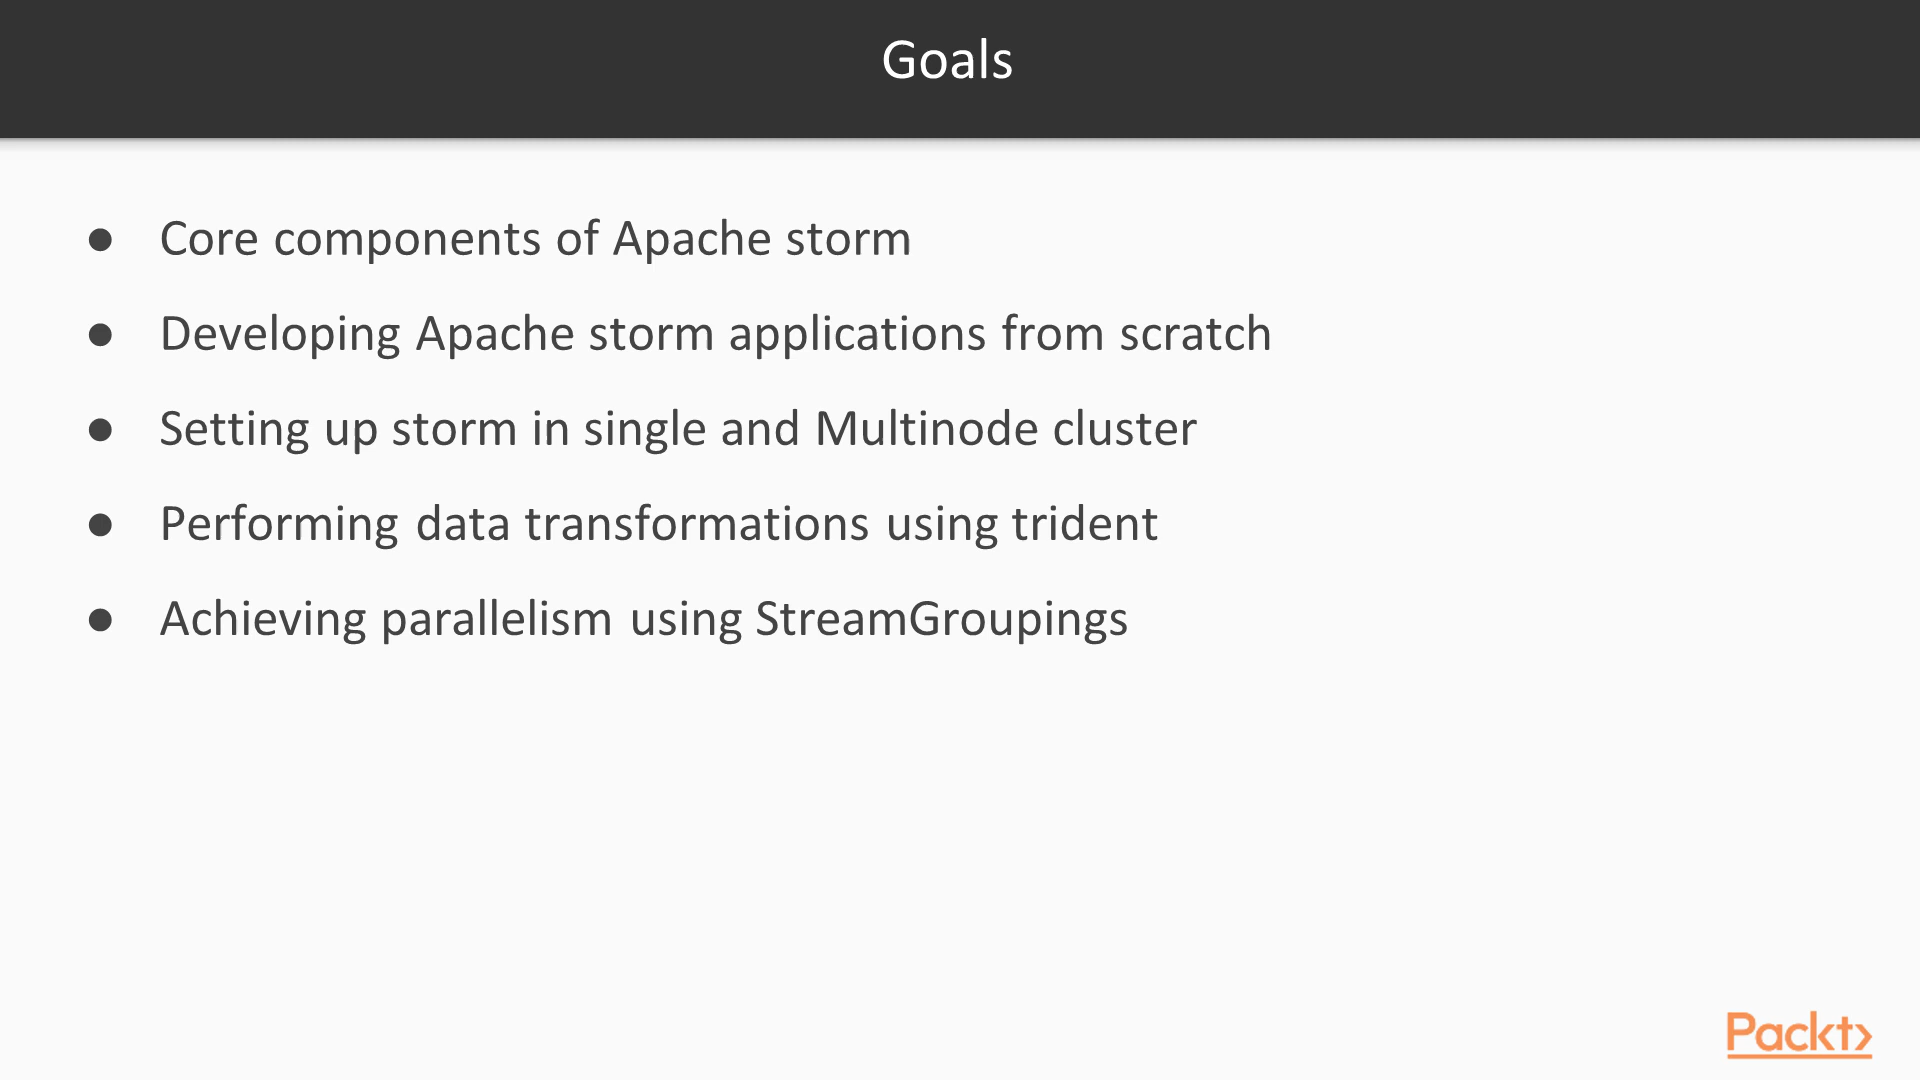 Goals
● Core components of Apache storm
● Developing Apache storm applications from scratch
● Setting up storm in single and Multinode cluster
● Performing data transformations using trident
● Achieving parallelism using StreamGroupings
Packt>